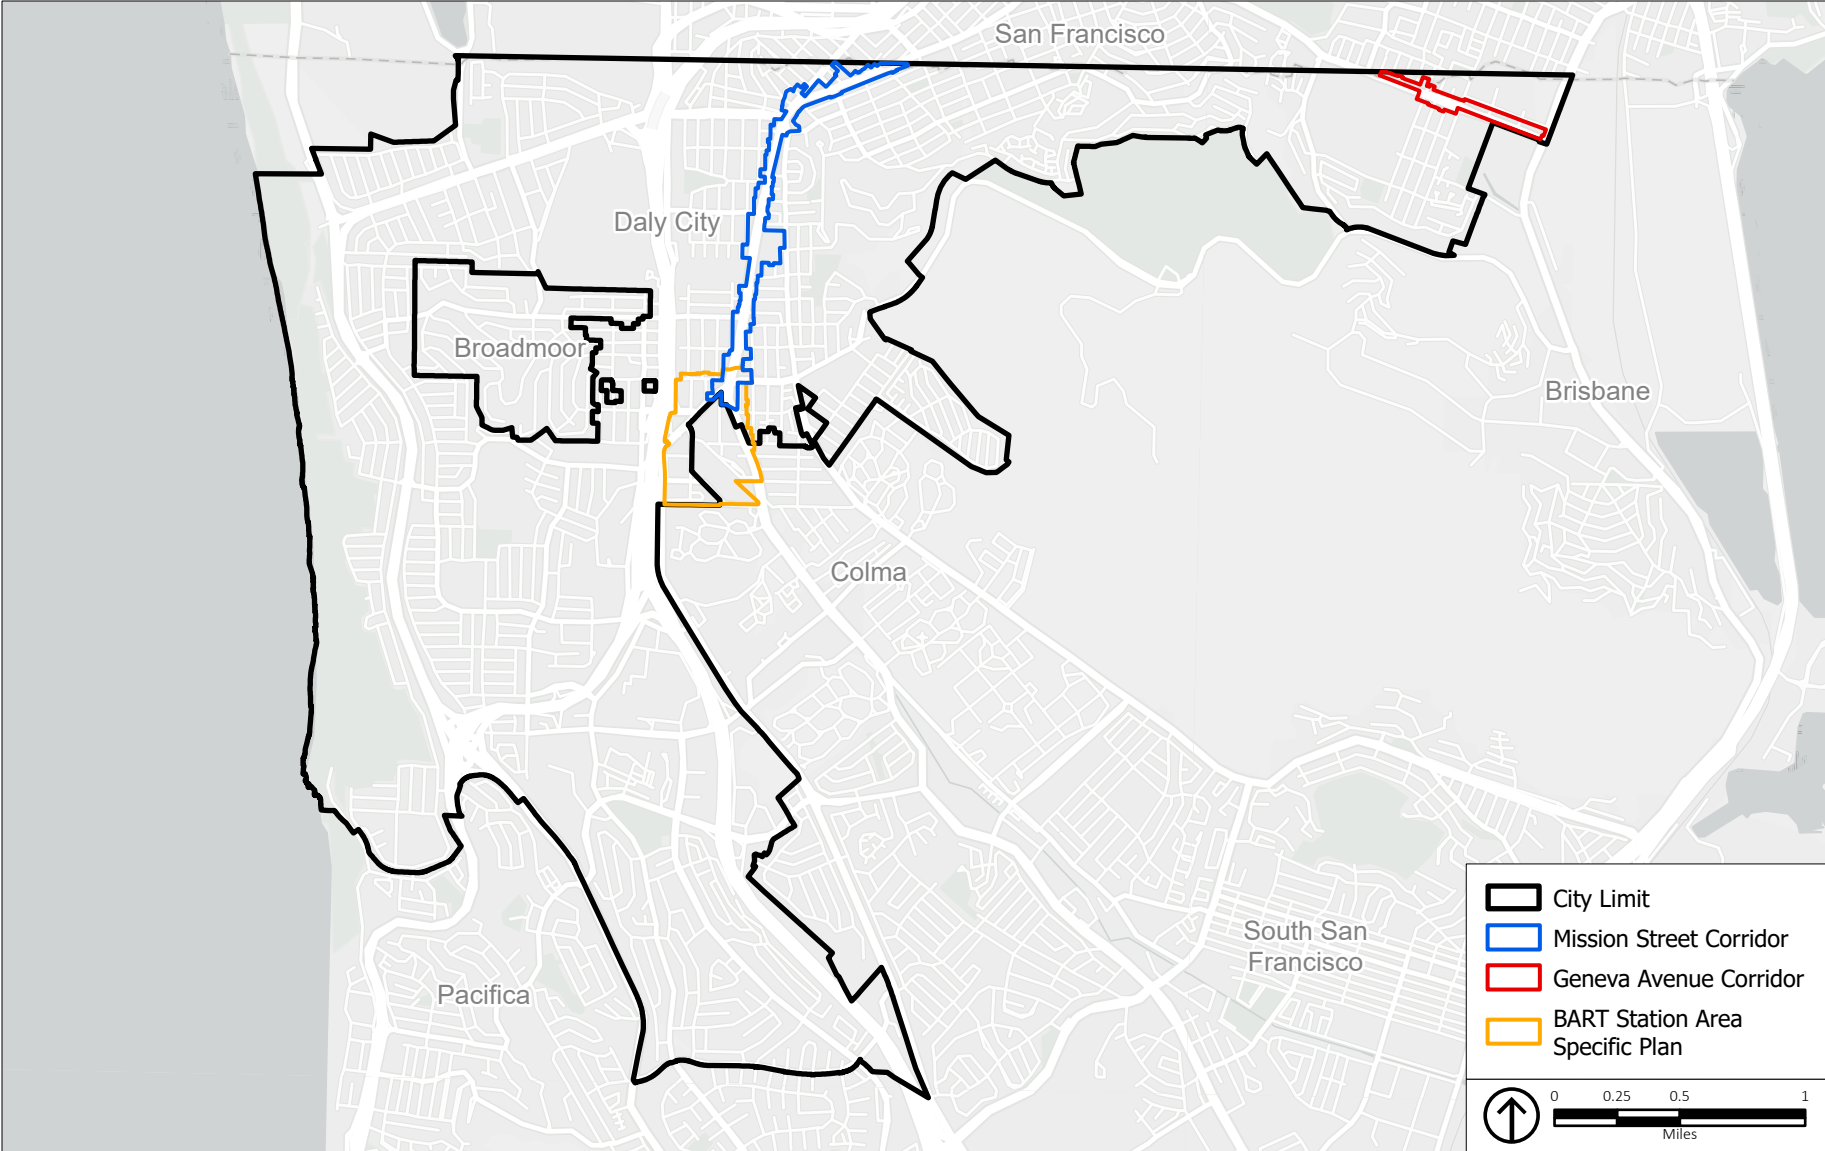 San Francisco
Daly City
Broadmoor
Brisbane
Colma
South San
Francisco
Pacifica
City Limit
Mission Street Corridor
Geneva Avenue Corridor
BART Station Area
Specific Plan
0 0.25 0.5 1
Miles